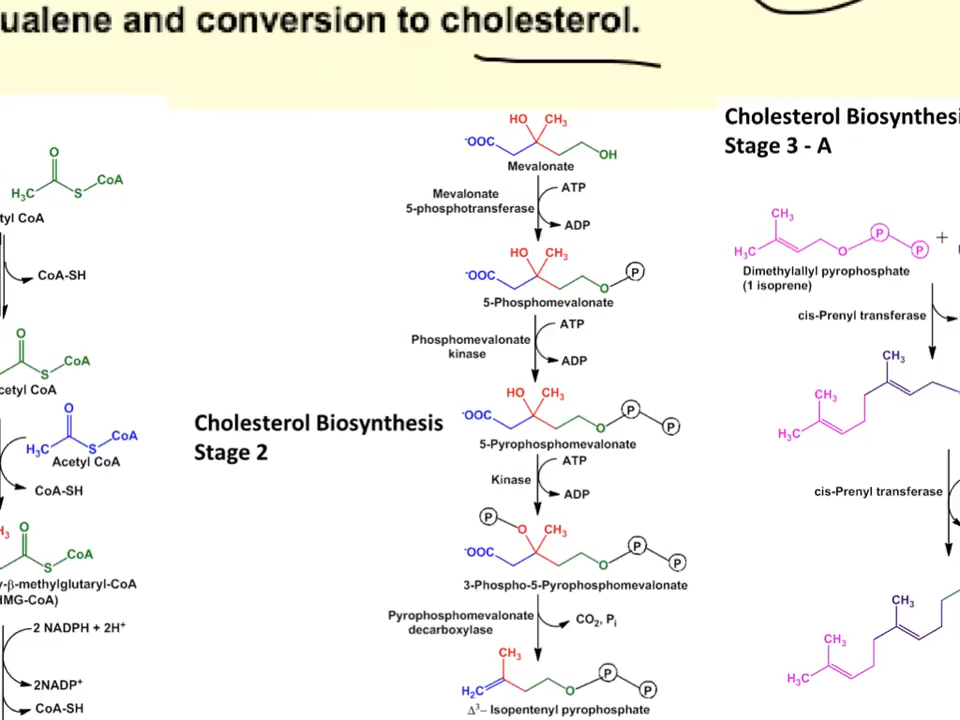 ualene and conversion to cholesterol.
O
H₃C
S
CoA
tyl CoA
CoA-SH
O
S
CoA
cetyl CoA
O
H₃C
S
CoA
Acetyl CoA
CoA-SH
H₃
O
S
CoA
y-β-methylglutaryl-CoA
HMG-CoA)
2 NADPH + 2H⁺
2NADP⁺
CoA-SH
Cholesterol Biosynthesis
Stage 2
HO
CH₃
⁻OOC
OH
Mevalonate
Mevalonate
5-phosphotransferase
ATP
ADP
HO
CH₃
⁻OOC
O
P
5-Phosphomevalonate
Phosphomevalonate
kinase
ATP
ADP
HO
CH₃
⁻OOC
O
P
P
5-Pyrophosphomevalonate
Kinase
ATP
ADP
P
O
CH₃
⁻OOC
O
P
P
3-Phospho-5-Pyrophosphomevalonate
Pyrophosphomevalonate
decarboxylase
CO₂, Pᵢ
CH₃
H₂C
O
P
P
Δ³– Isopentenyl pyrophosphate
Cholesterol Biosynthesi
Stage 3 - A
CH₃
H₃C
O
P
P
+
Dimethylallyl pyrophosphate
(1 isoprene)
cis-Prenyl transferase
CH₃
CH₃
H₃C
cis-Prenyl transferase
CH₃
CH₃
H₃C